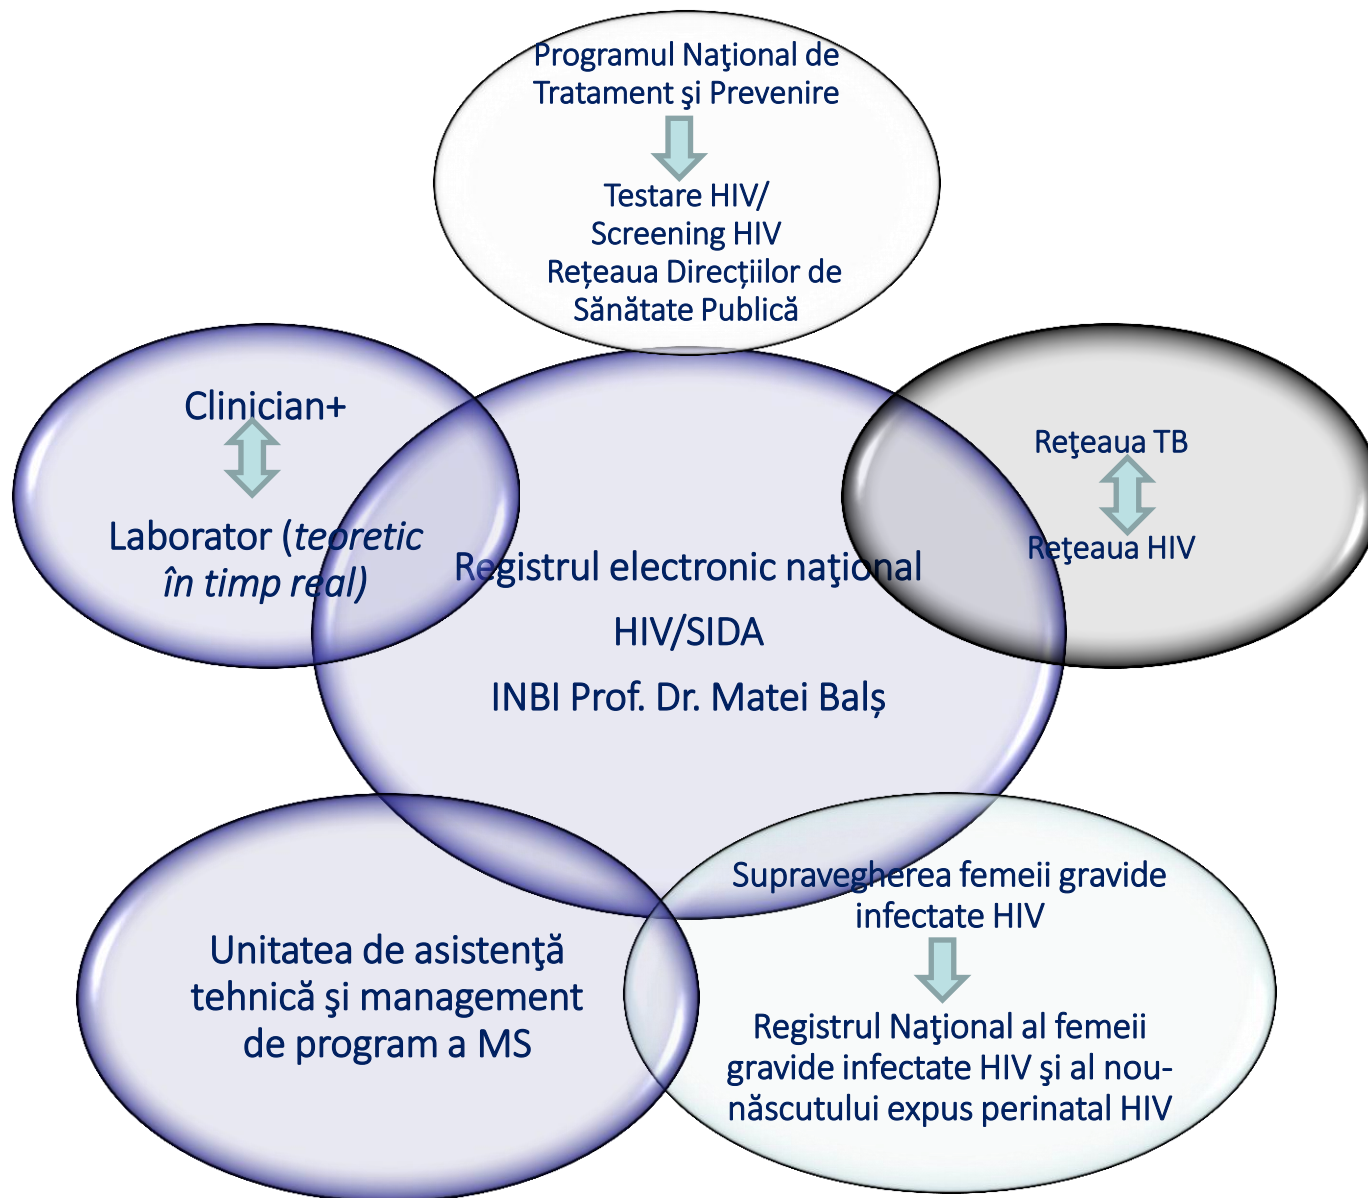 Programul Naţional de
Tratament şi Prevenire
Testare HIV/
Screening HIV
Rețeaua Direcțiilor de
Sănătate Publică
Clinician+
Laborator (teoretic
în timp real)
Reţeaua TB
Reţeaua HIV
Registrul electronic naţional
HIV/SIDA
INBI Prof. Dr. Matei Balș
Unitatea de asistenţă
tehnică şi management
de program a MS
Supravegherea femeii gravide
infectate HIV
Registrul Naţional al femeii
gravide infectate HIV şi al nou-
născutului expus perinatal HIV